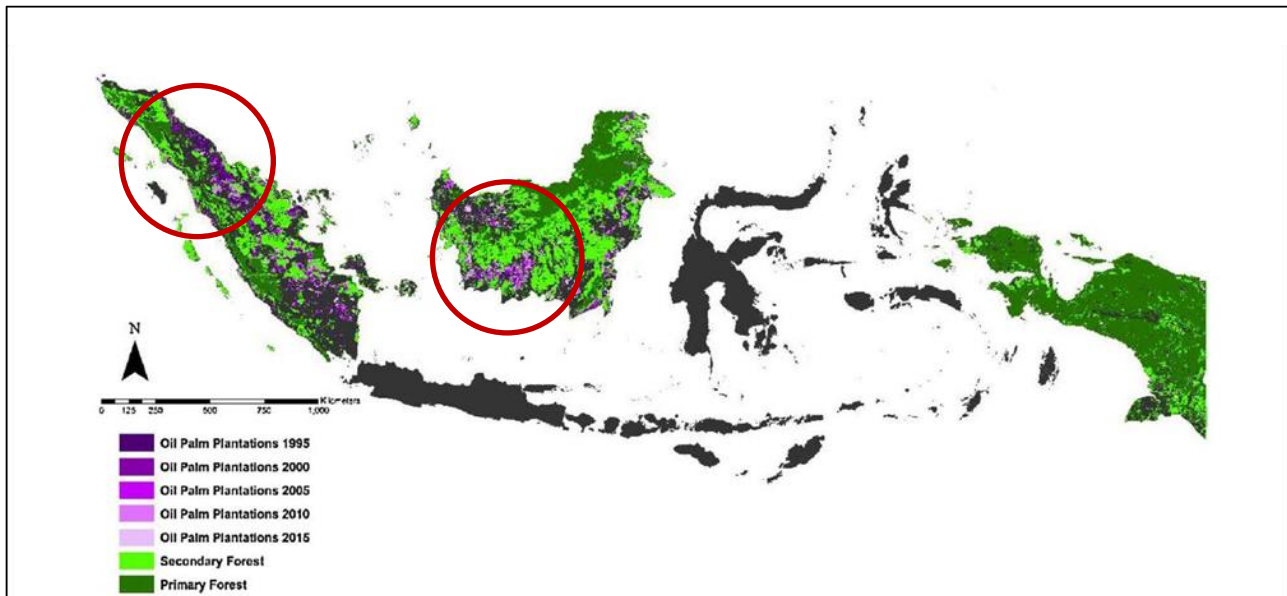 N
Kilometers
0 125 250 500 750 1,000
Oil Palm Plantations 1995
Oil Palm Plantations 2000
Oil Palm Plantations 2005
Oil Palm Plantations 2010
Oil Palm Plantations 2015
Secondary Forest
Primary Forest